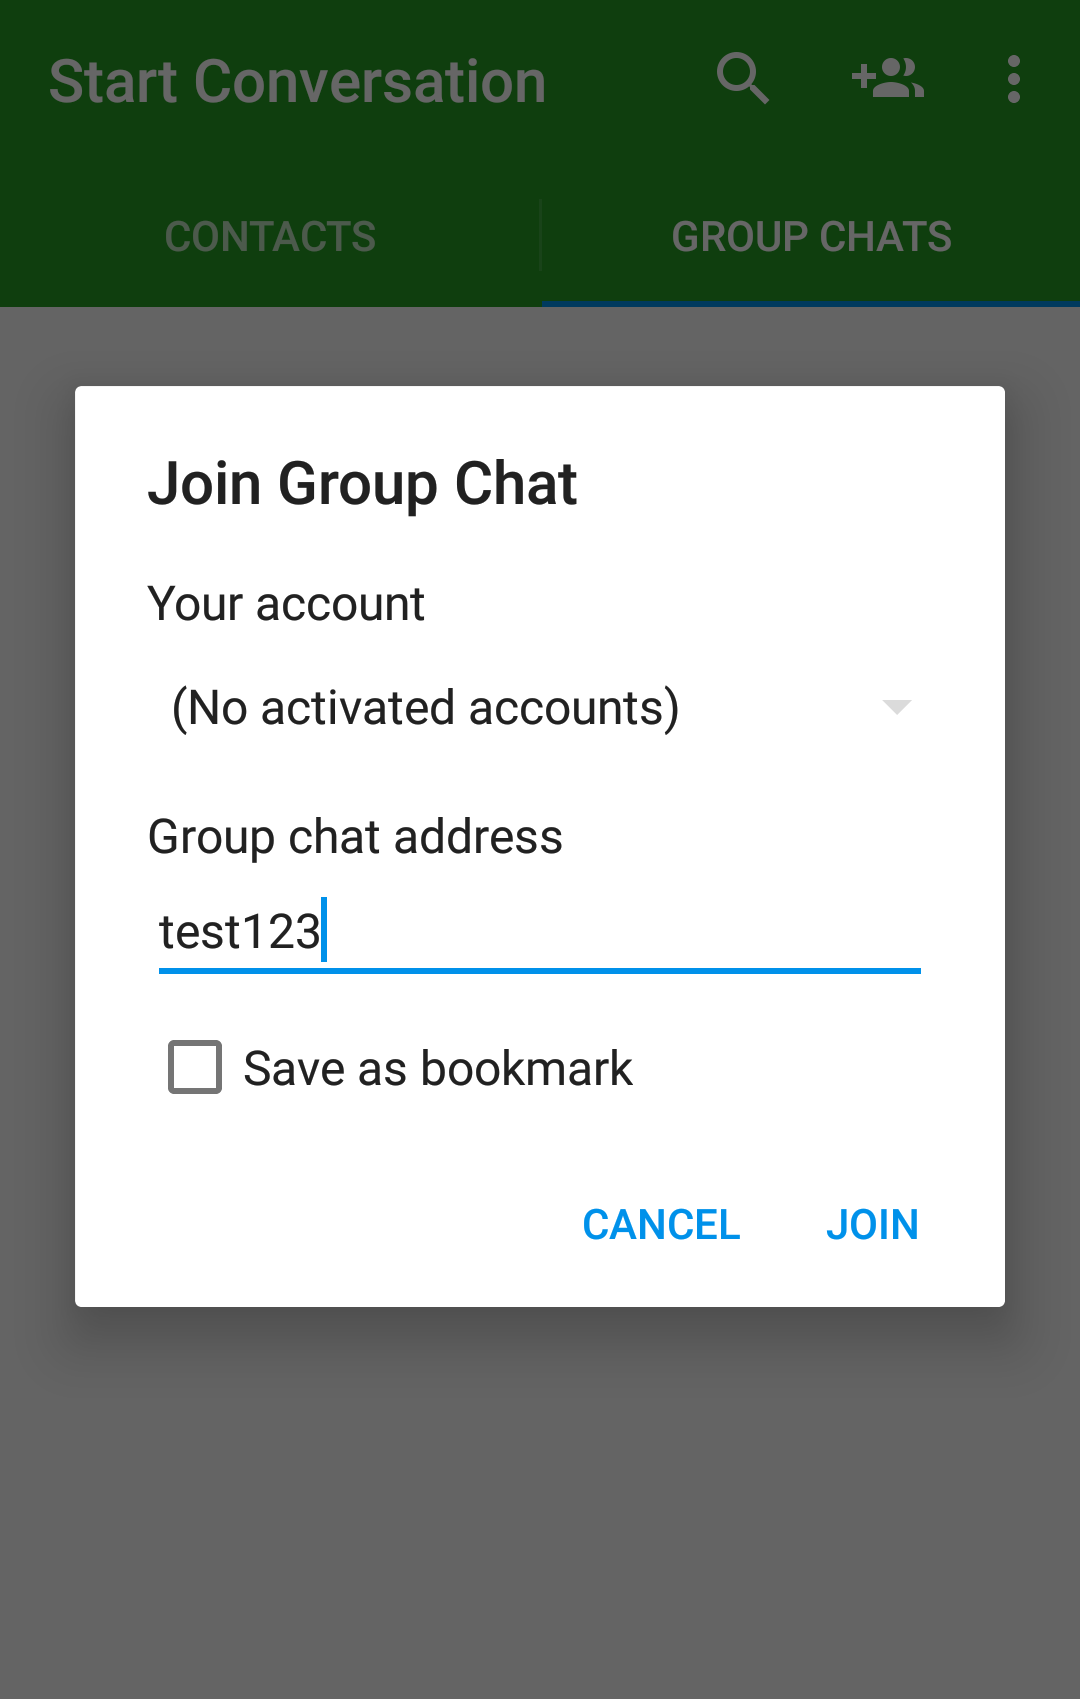 Start Conversation
CONTACTS
GROUP CHATS
Join Group Chat
Your account
(No activated accounts)
Group chat address
test123
Save as bookmark
CANCEL
JOIN